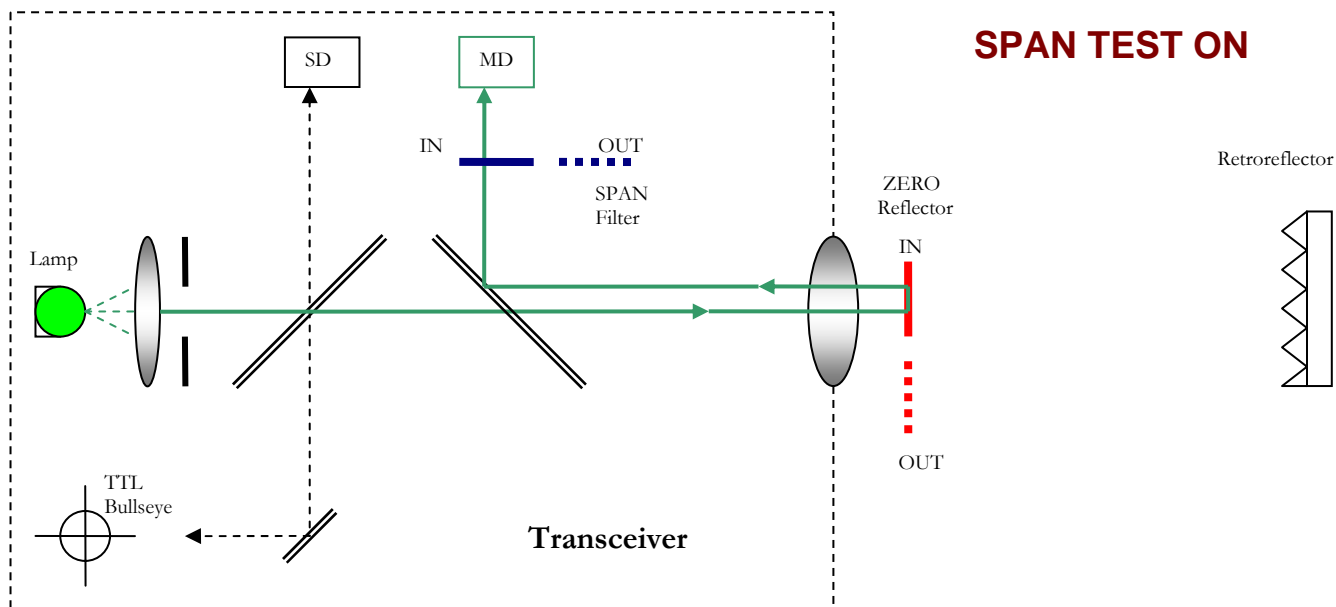 SPAN TEST ON
SD
MD
IN
OUT
SPAN
Filter
ZERO
Reflector
IN
Retroreflector
Lamp
OUT
TTL
Bullseye
Transceiver